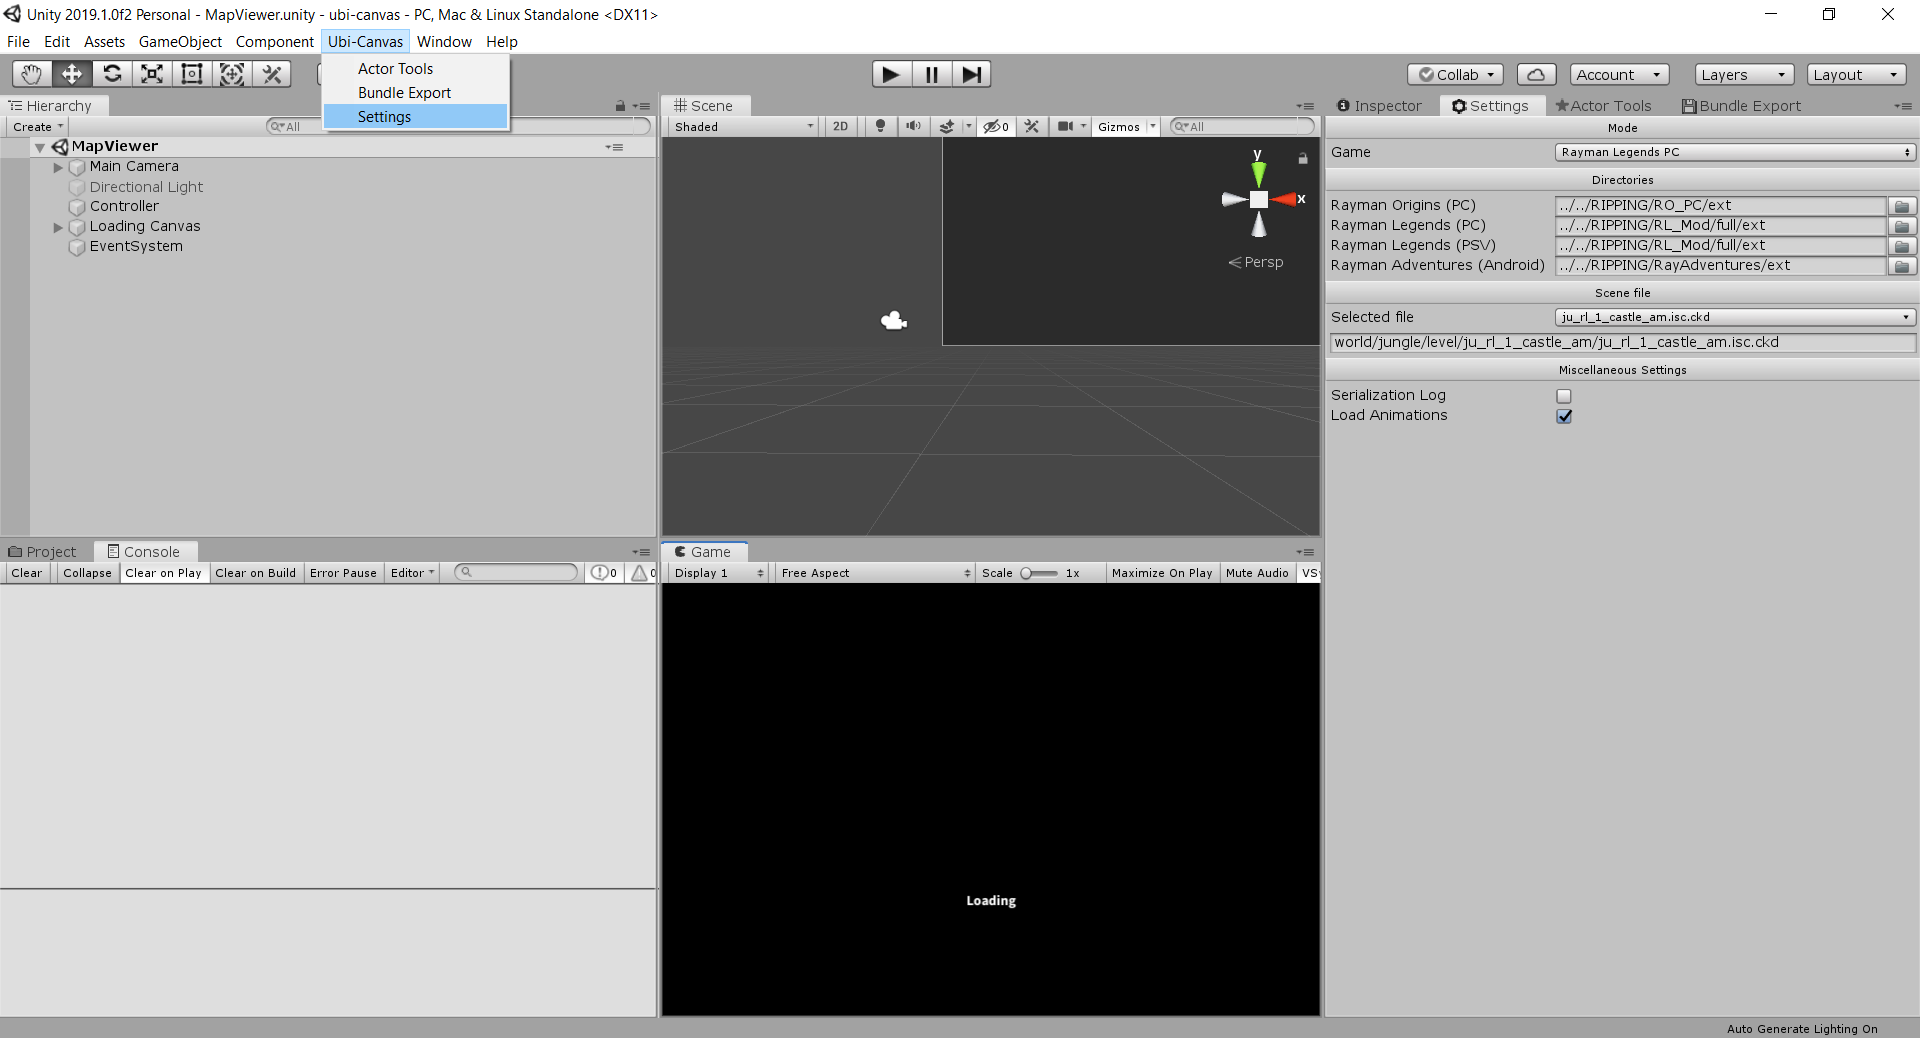 Unity 2019.1.0f2 Personal - MapViewer.unity - ubi-canvas - PC, Mac & Linux Standalone <DX11>
File Edit Assets GameObject Component Ubi-Canvas Window Help
Actor Tools
Bundle Export
Settings
Collab Account Layers Layout
Hierarchy
Create All
MapViewer
Main Camera
Directional Light
Controller
Loading Canvas
EventSystem
Scene
Shaded 2D 0 Gizmos All
y
x
Persp
Inspector Settings Actor Tools Bundle Export
Mode
Game Rayman Legends PC
Directories
Rayman Origins (PC) ../../RIPPING/RO_PC/ext
Rayman Legends (PC) ../../RIPPING/RL_Mod/full/ext
Rayman Legends (PSV) ../../RIPPING/RL_Mod/full/ext
Rayman Adventures (Android) ../../RIPPING/RayAdventures/ext
Scene file
Selected file ju_rl_1_castle_am.isc.ckd
world/jungle/level/ju_rl_1_castle_am/ju_rl_1_castle_am.isc.ckd
Miscellaneous Settings
Serialization Log
Load Animations
Project Console
Clear Collapse Clear on Play Clear on Build Error Pause Editor 0 0
Game
Display 1 Free Aspect Scale 1x Maximize On Play Mute Audio VSy
Loading
Auto Generate Lighting On